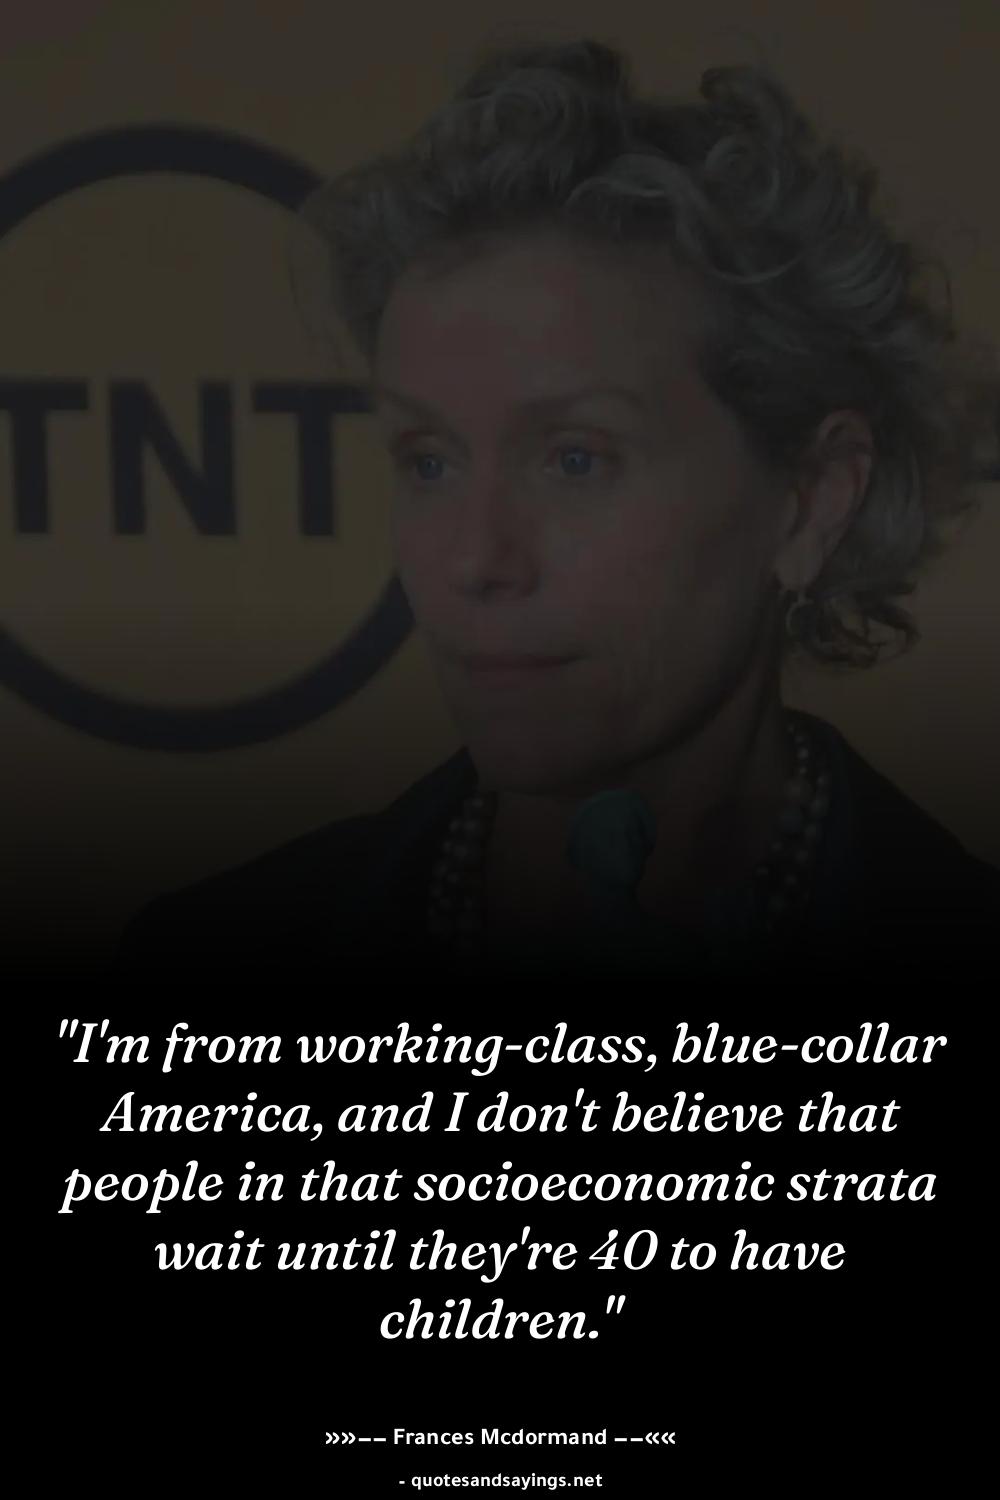 TNT
"I'm from working-class, blue-collar
America, and I don't believe that
people in that socioeconomic strata
wait until they're 40 to have
children."
»»–– Frances Mcdormand ––««
- quotesandsayings.net